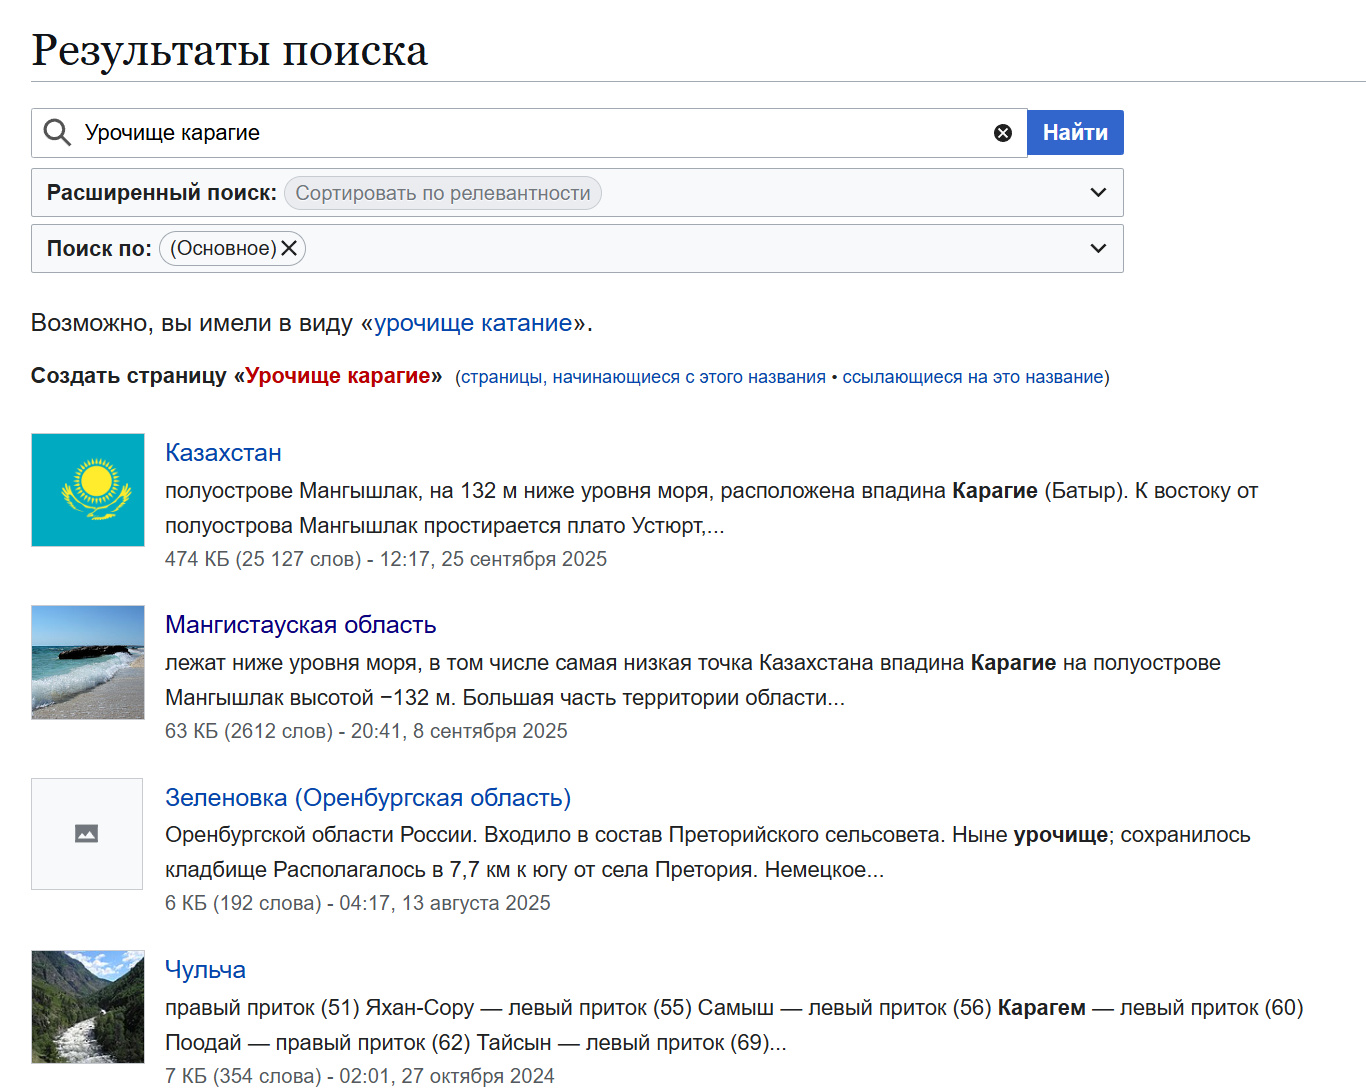 Результаты поиска
Урочище карагие
Найти
Расширенный поиск: Сортировать по релевантности
Поиск по: (Основное)
Возможно, вы имели в виду «урочище катание».
Создать страницу «Урочище карагие» (страницы, начинающиеся с этого названия • ссылающиеся на это название)
Казахстан
полуострове Мангышлак, на 132 м ниже уровня моря, расположена впадина Карагие (Батыр). К востоку от
полуострова Мангышлак простирается плато Устюрт,...
474 КБ (25 127 слов) - 12:17, 25 сентября 2025
Мангистауская область
лежат ниже уровня моря, в том числе самая низкая точка Казахстана впадина Карагие на полуострове
Мангышлак высотой −132 м. Большая часть территории области...
63 КБ (2612 слов) - 20:41, 8 сентября 2025
Зеленовка (Оренбургская область)
Оренбургской области России. Входило в состав Преторийского сельсовета. Ныне урочище; сохранилось
кладбище Располагалось в 7,7 км к югу от села Претория. Немецкое...
6 КБ (192 слова) - 04:17, 13 августа 2025
Чульча
правый приток (51) Яхан-Сору — левый приток (55) Самыш — левый приток (56) Карагем — левый приток (60)
Поодай — правый приток (62) Тайсын — левый приток (69)...
7 КБ (354 слова) - 02:01, 27 октября 2024